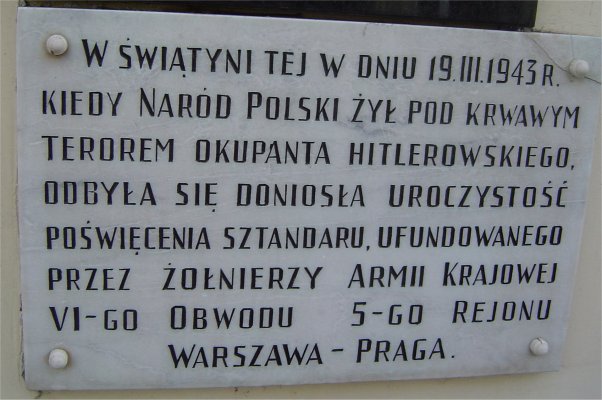 W ŚWIĄTYNI TEJ W DNIU 19.III.1943 R.
KIEDY NARÓD POLSKI ŻYŁ POD KRWAWYM
TEROREM OKUPANTA HITLEROWSKIEGO,
ODBYŁA SIĘ DONIOSŁA UROCZYSTOŚĆ
POŚWIĘCENIA SZTANDARU, UFUNDOWANEGO
PRZEZ ŻOŁNIERZY ARMII KRAJOWEJ
VI-GO OBWODU 5-GO REJONU
WARSZAWA - PRAGA.